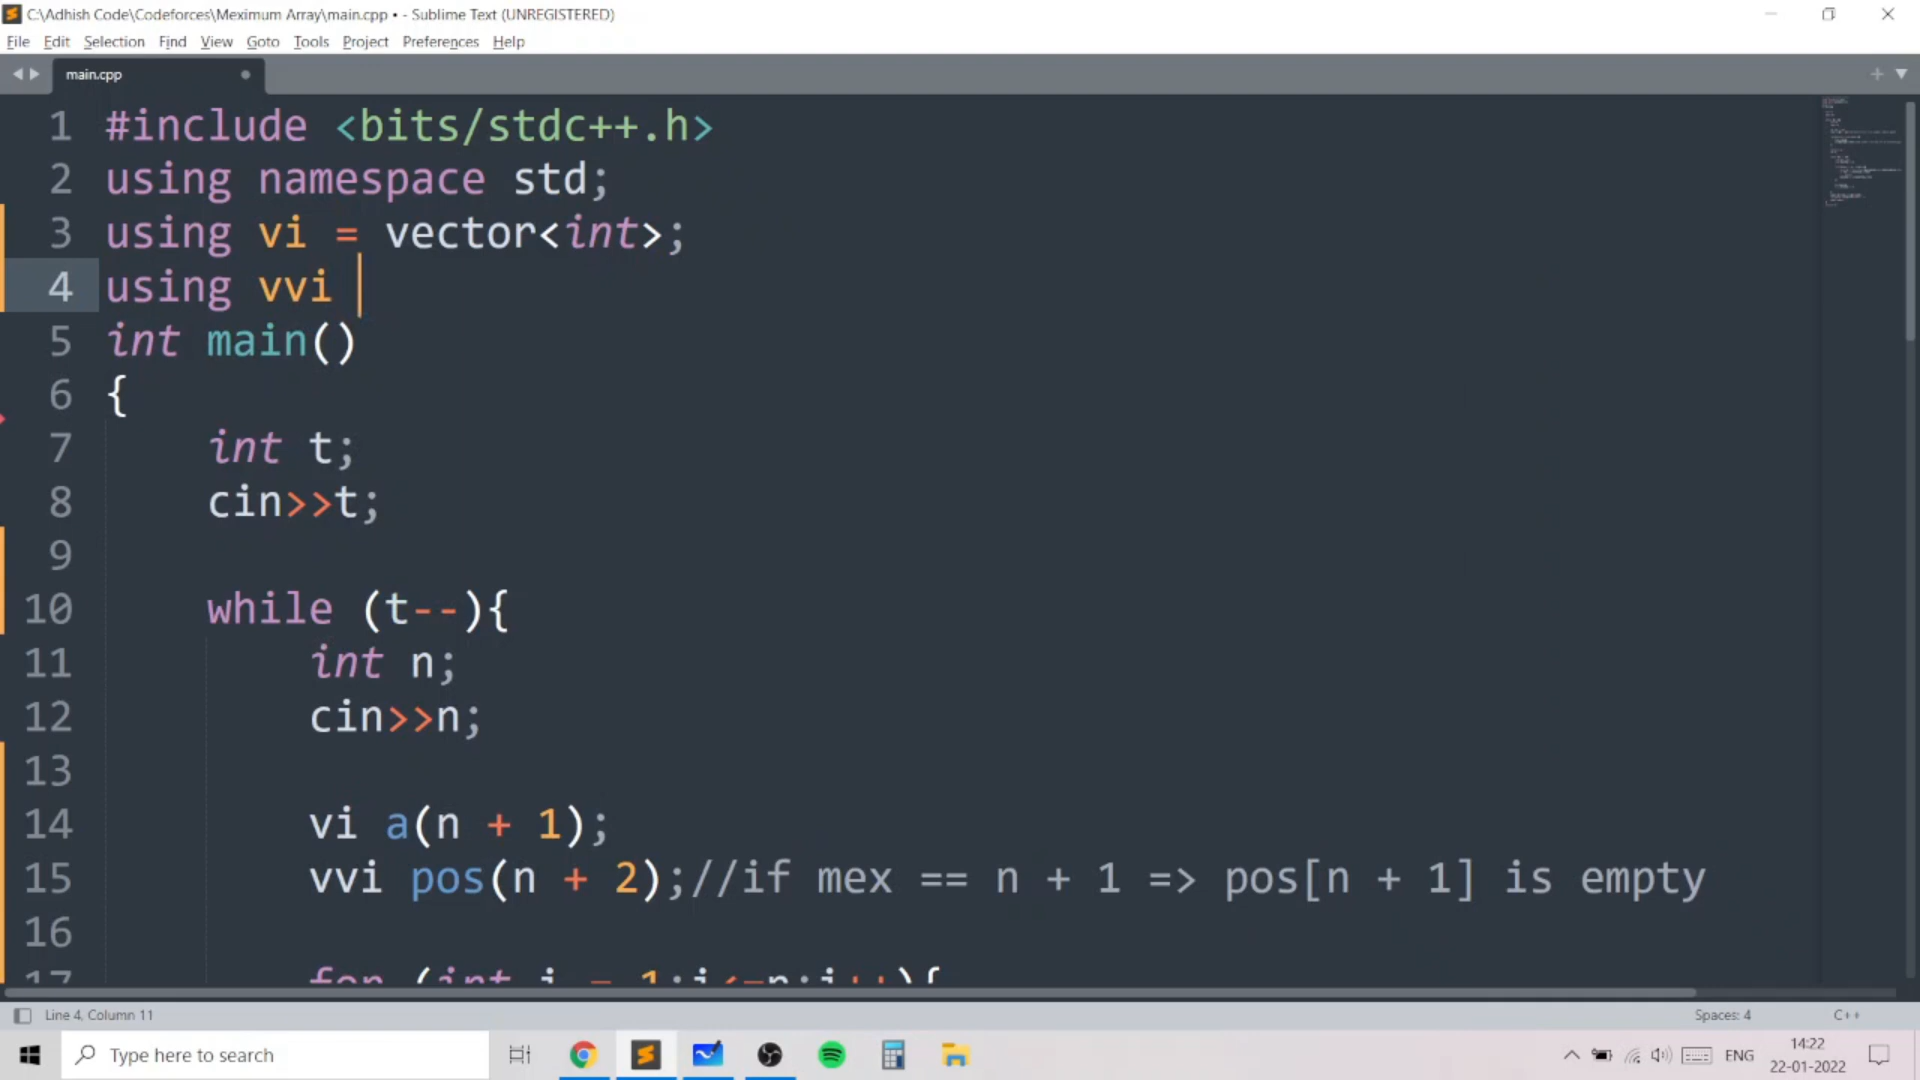 C:\Adhish Code\Codeforces\Meximum Array\main.cpp • - Sublime Text (UNREGISTERED)
File Edit Selection Find View Goto Tools Project Preferences Help
main.cpp
1 #include <bits/stdc++.h>
2 using namespace std;
3 using vi = vector<int>;
4 using vvi
5 int main()
6 {
7 int t;
8 cin>>t;
9
10 while (t--){
11 int n;
12 cin>>n;
13
14 vi a(n + 1);
15 vvi pos(n + 2);//if mex == n + 1 => pos[n + 1] is empty
16
17 for (int i = 1;i<=n;i++){
Line 4, Column 11 Spaces: 4 C++
Type here to search ENG 14:22
22-01-2022